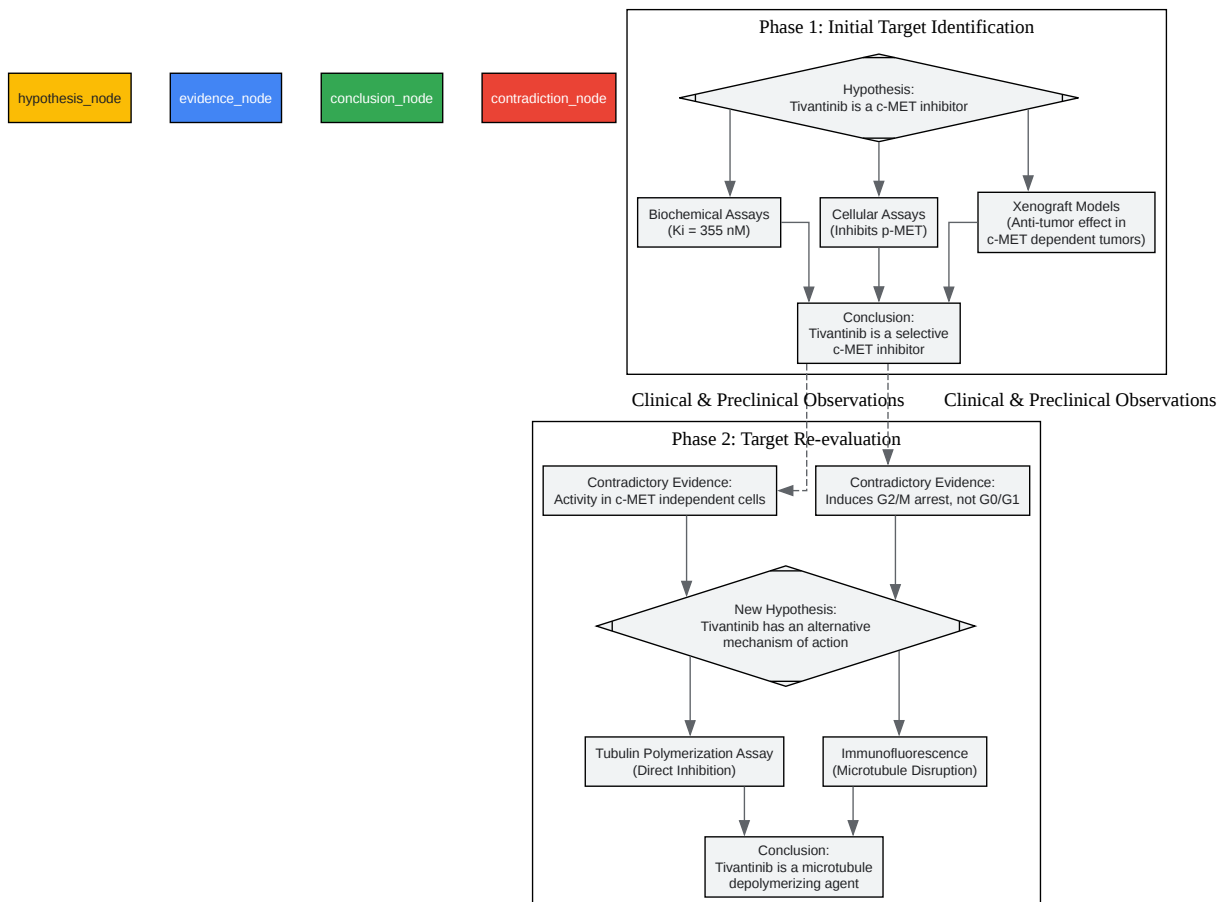 Phase 1: Initial Target Identification
hypothesis_node
evidence_node
conclusion_node
contradiction_node
Hypothesis:
Tivantinib is a c-MET inhibitor
Biochemical Assays
(Ki = 355 nM)
Cellular Assays
(Inhibits p-MET)
Xenograft Models
(Anti-tumor effect in
c-MET dependent tumors)
Conclusion:
Tivantinib is a selective
c-MET inhibitor
Clinical & Preclinical Observations
Clinical & Preclinical Observations
Phase 2: Target Re-evaluation
Contradictory Evidence:
Activity in c-MET independent cells
Contradictory Evidence:
Induces G2/M arrest, not G0/G1
New Hypothesis:
Tivantinib has an alternative
mechanism of action
Tubulin Polymerization Assay
(Direct Inhibition)
Immunofluorescence
(Microtubule Disruption)
Conclusion:
Tivantinib is a microtubule
depolymerizing agent